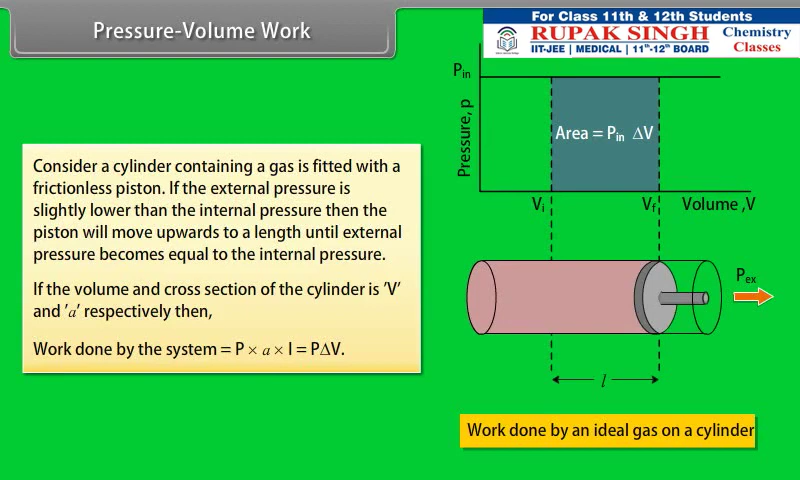 Pressure-Volume Work
For Class 11th & 12th Students
RUPAK SINGH
IIT-JEE | MEDICAL | 11th-12th BOARD
Chemistry
Classes
Consider a cylinder containing a gas is fitted with a
frictionless piston. If the external pressure is
slightly lower than the internal pressure then the
piston will move upwards to a length until external
pressure becomes equal to the internal pressure.
If the volume and cross section of the cylinder is 'V'
and 'a' respectively then,
Work done by the system = P × a × l = PΔV.
Pin
Pressure, p
Area = Pin ΔV
Vi
Vf
Volume ,V
Pex
l
Work done by an ideal gas on a cylinder